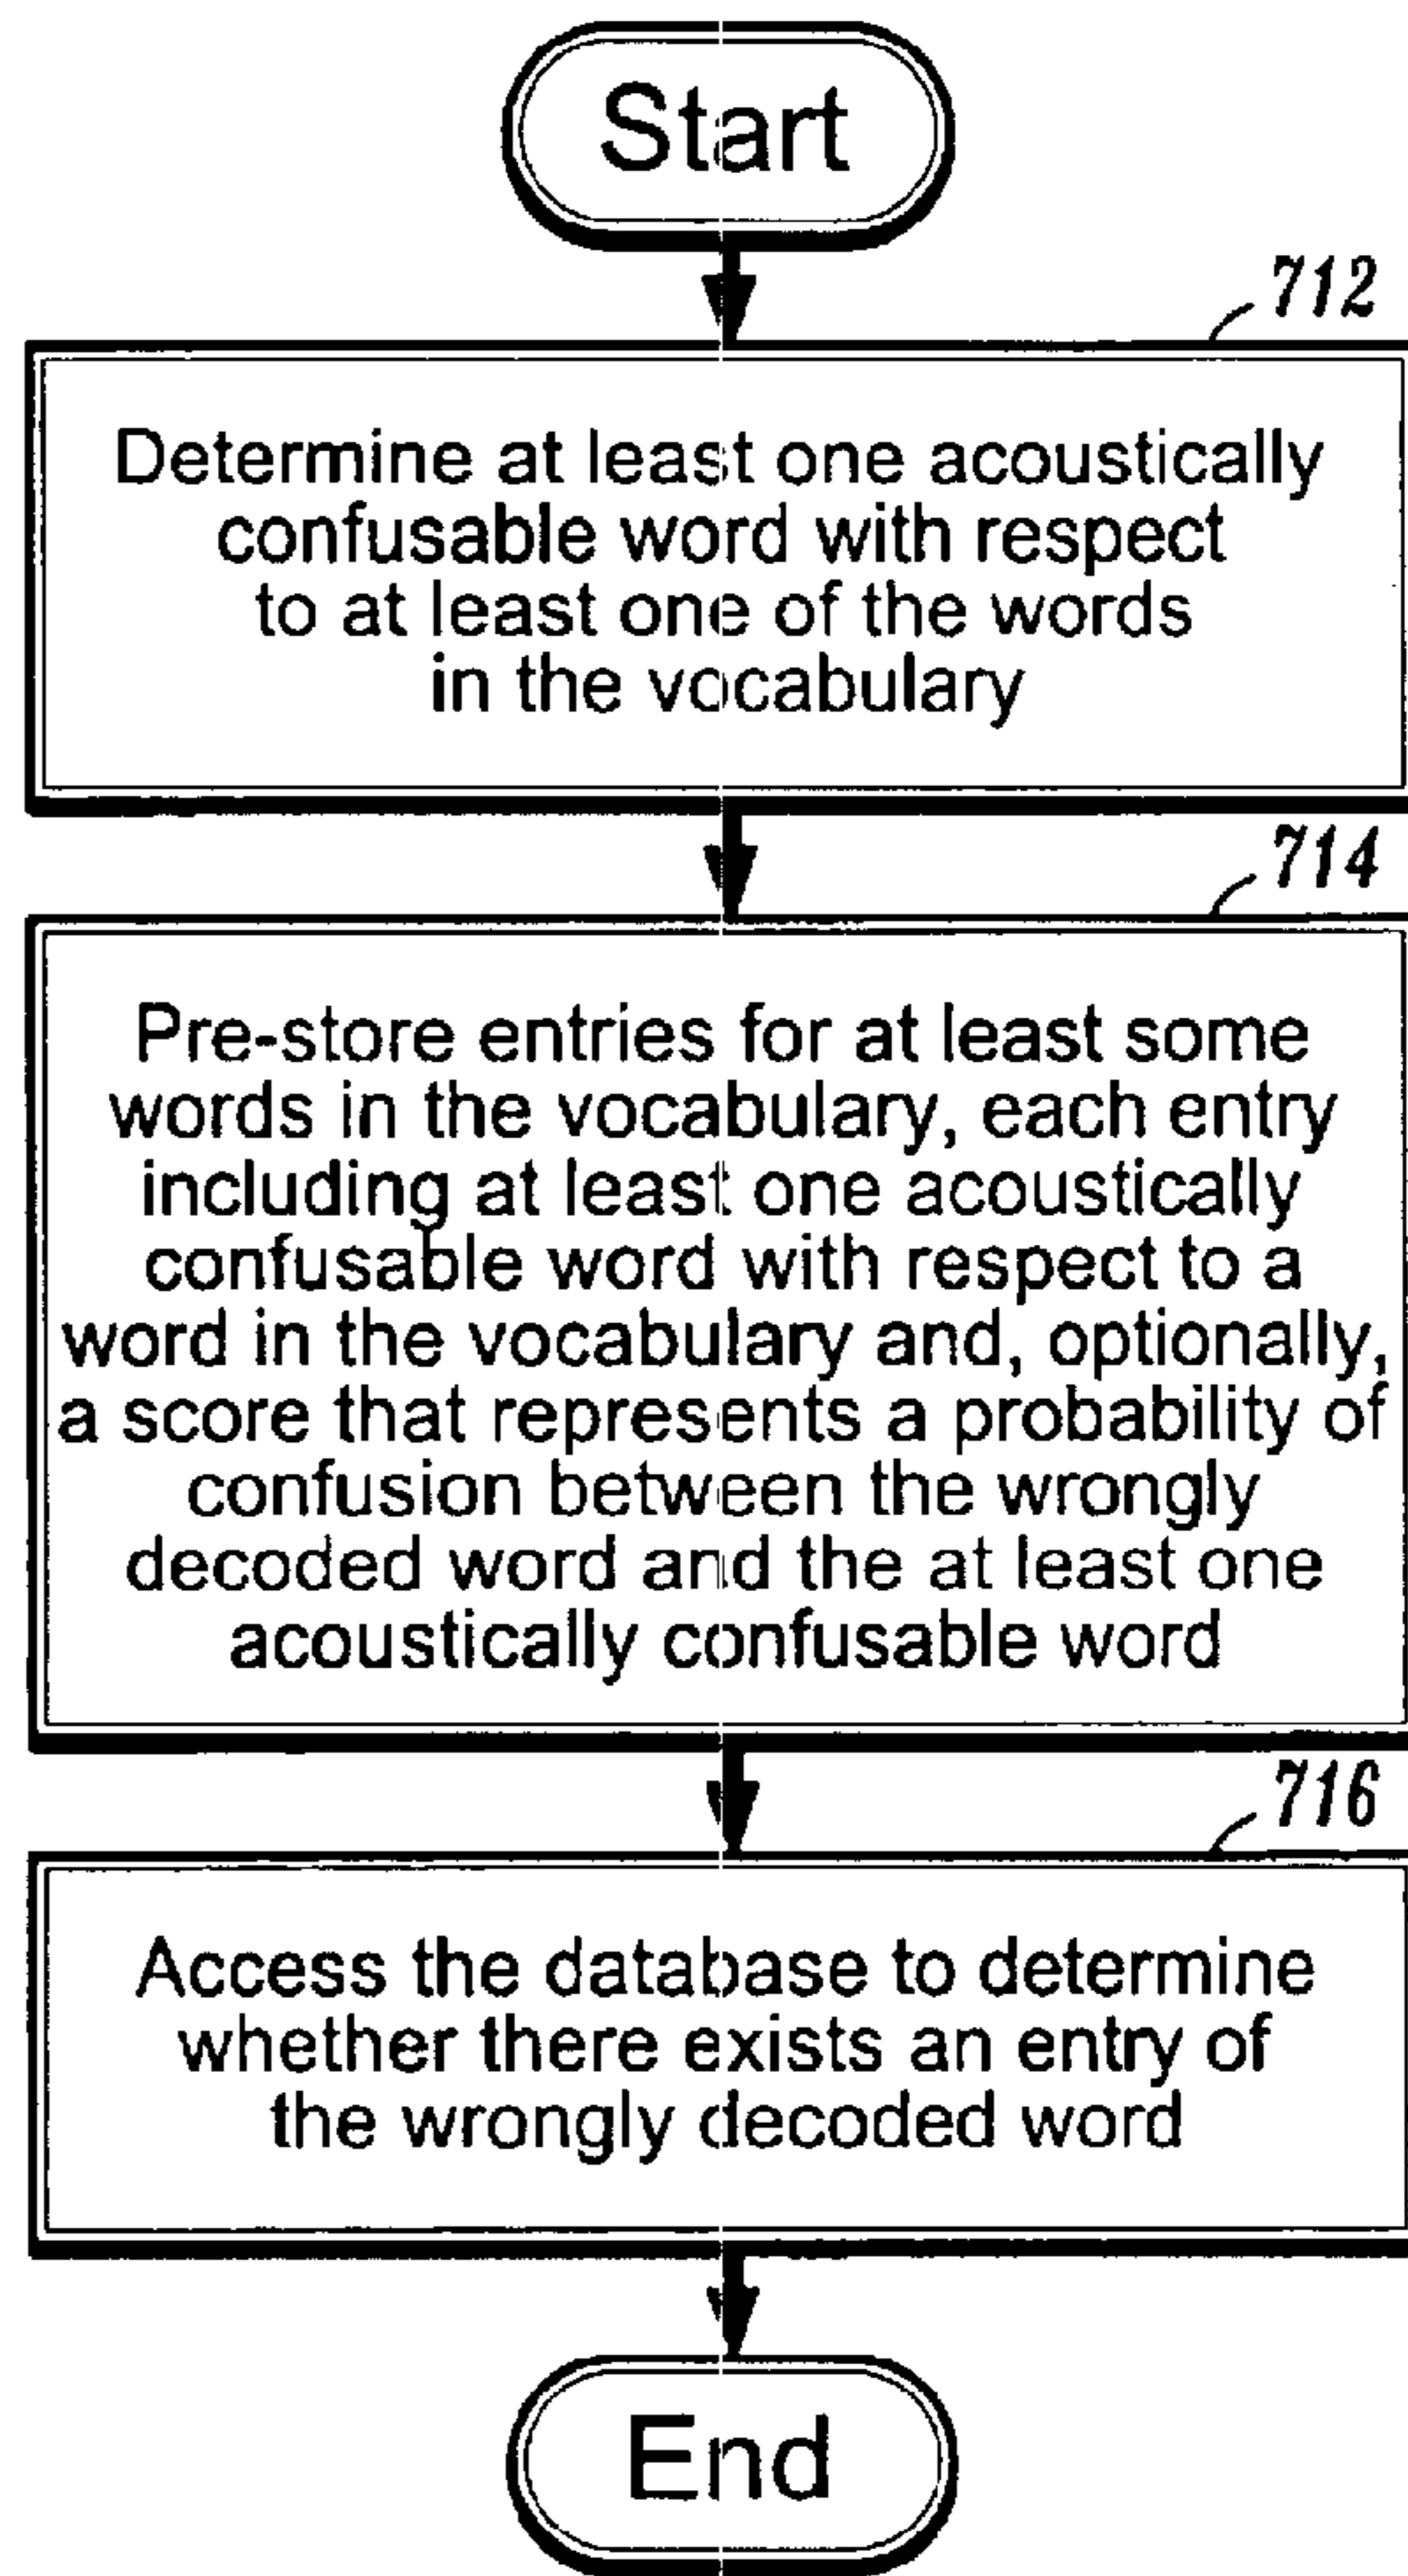 Start
712
Determine at least one acoustically
confusable word with respect
to at least one of the words
in the vocabulary
714
Pre-store entries for at least some
words in the vocabulary, each entry
including at least one acoustically
confusable word with respect to a
word in the vocabulary and, optionally,
a score that represents a probability of
confusion between the wrongly
decoded word and the at least one
acoustically confusable word
716
Access the database to determine
whether there exists an entry of
the wrongly decoded word
End